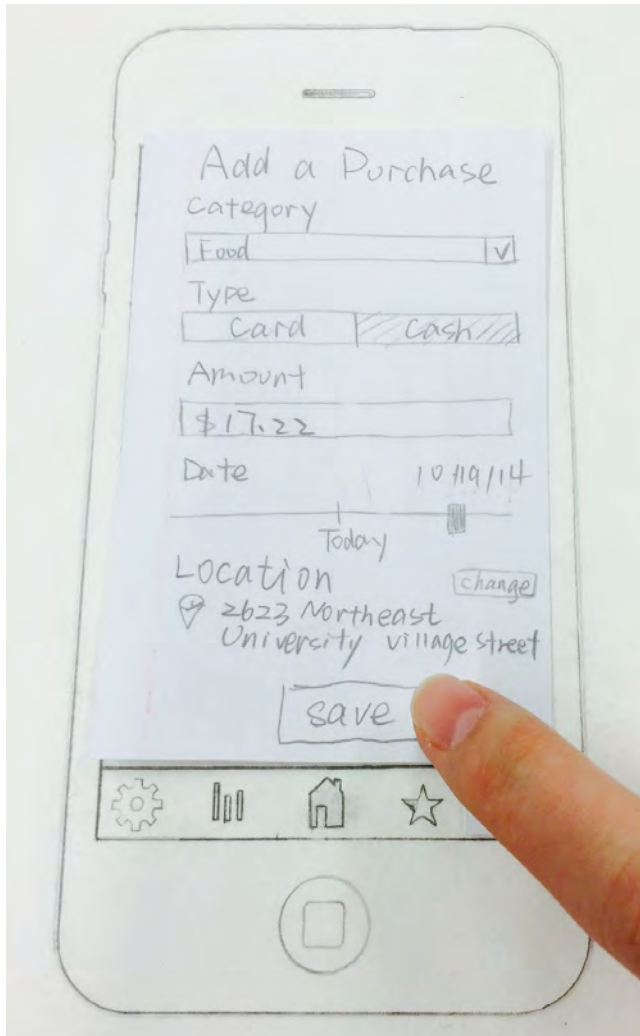 Add a Purchase
Category
Food
Type
Card Cash
Amount
$17.22
Date 10/19/14
Today
Location change
2623 Northeast
University village street
save